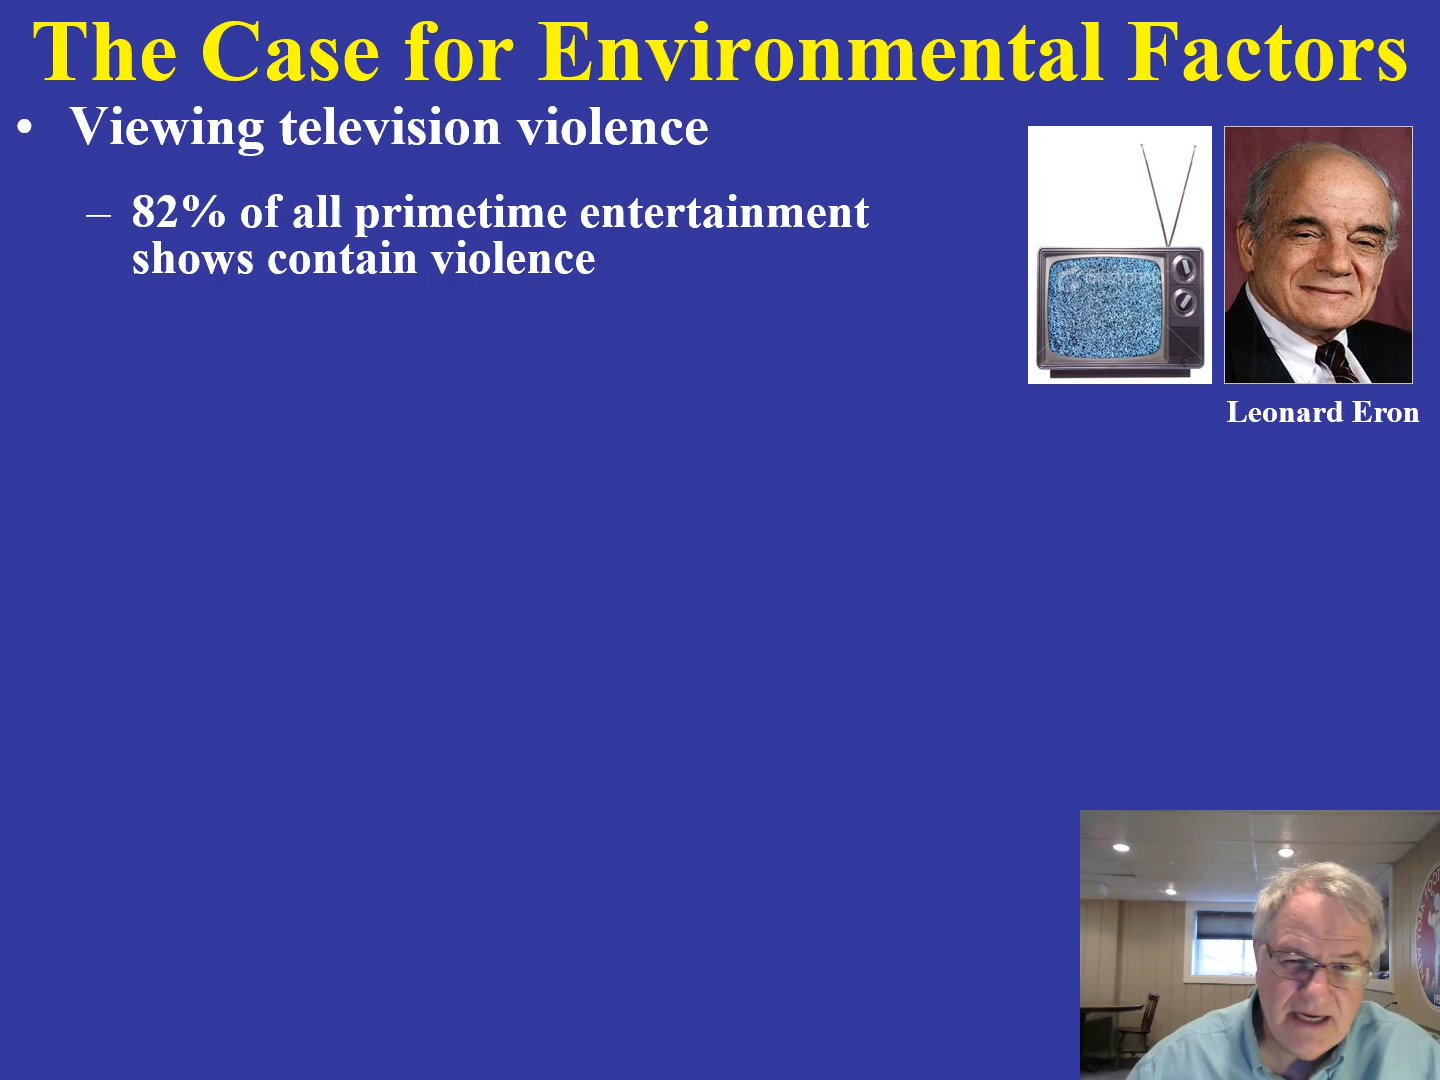 The Case for Environmental Factors
• Viewing television violence
– 82% of all primetime entertainment
shows contain violence
Leonard Eron